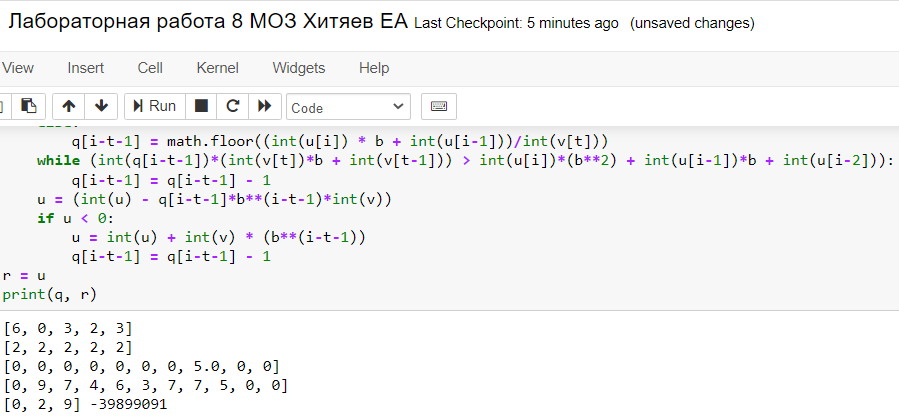 Лабораторная работа 8 МОЗ Хитяев ЕА Last Checkpoint: 5 minutes ago (unsaved changes)
View Insert Cell Kernel Widgets Help
Run Code
q[i-t-1] = math.floor((int(u[i]) * b + int(u[i-1]))/int(v[t]))
while (int(q[i-t-1])*(int(v[t])*b + int(v[t-1])) > int(u[i])*(b**2) + int(u[i-1])*b + int(u[i-2])):
q[i-t-1] = q[i-t-1] - 1
u = (int(u) - q[i-t-1]*b**(i-t-1)*int(v))
if u < 0:
u = int(u) + int(v) * (b**(i-t-1))
q[i-t-1] = q[i-t-1] - 1
r = u
print(q, r)
[6, 0, 3, 2, 3]
[2, 2, 2, 2, 2]
[0, 0, 0, 0, 0, 0, 0, 5.0, 0, 0]
[0, 9, 7, 4, 6, 3, 7, 7, 5, 0, 0]
[0, 2, 9] -39899091